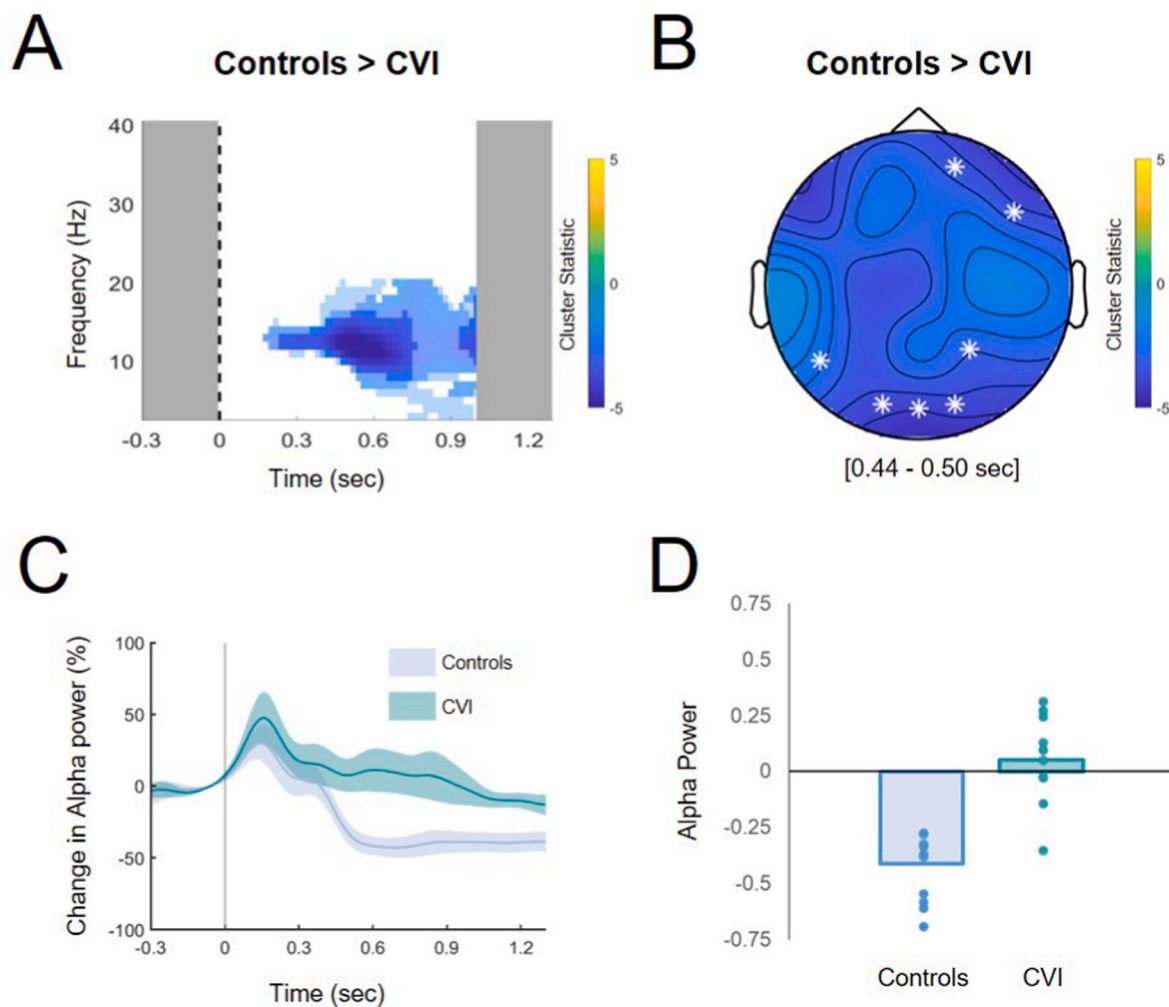 A
Controls > CVI
Frequency (Hz)
40
30
20
10
-0.3 0 0.3 0.6 0.9 1.2
Time (sec)
5
0
-5
Cluster Statistic
B
Controls > CVI
[0.44 - 0.50 sec]
5
0
-5
Cluster Statistic
C
Change in Alpha power (%)
100
50
0
-50
-100
Controls
CVI
-0.3 0 0.3 0.6 0.9 1.2
Time (sec)
D
Alpha Power
0.75
0.5
0.25
0
-0.25
-0.5
-0.75
Controls CVI